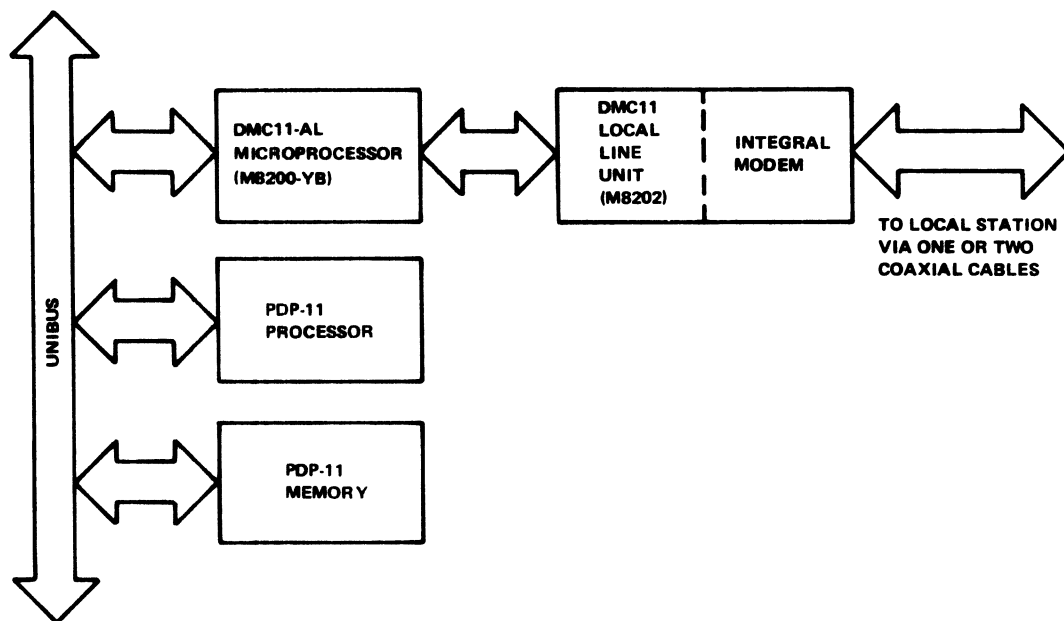 UNIBUS
DMC11-AL
MICROPROCESSOR
(M8200-YB)
DMC11
LOCAL
LINE
UNIT
(M8202)
INTEGRAL
MODEM
TO LOCAL STATION
VIA ONE OR TWO
COAXIAL CABLES
PDP-11
PROCESSOR
PDP-11
MEMORY